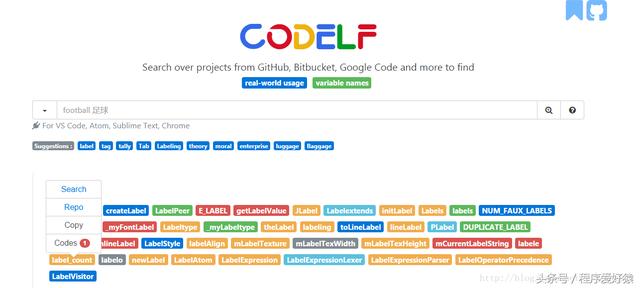 CODELF
Search over projects from GitHub, Bitbucket, Google Code and more to find
real-world usage variable names
football 足球
For VS Code, Atom, Sublime Text, Chrome
Suggestions : label tag tally Tab Labeling theory moral enterprise luggage Baggage
Search
Repo createLabel LabelPeer E_LABEL getLabelValue JLabel Labelextends initLabel Labels labels NUM_FAUX_LABELS
Copy _myFontLabel Labeltype _myLabeltype theLabel labeling toLineLabel lineLabel PLabel DUPLICATE_LABEL
Codes 1 nlineLabel LabelStyle labelAlign mLabelTexture mLabelTexWidth mLabelTexHeight mCurrentLabelString labele
label_count labelo newLabel LabelAtom LabelExpression LabelExpressionLexer LabelExpressionParser LabelOperatorPrecedence
LabelVisitor
http://blog
头条号 / 程序爱好狼